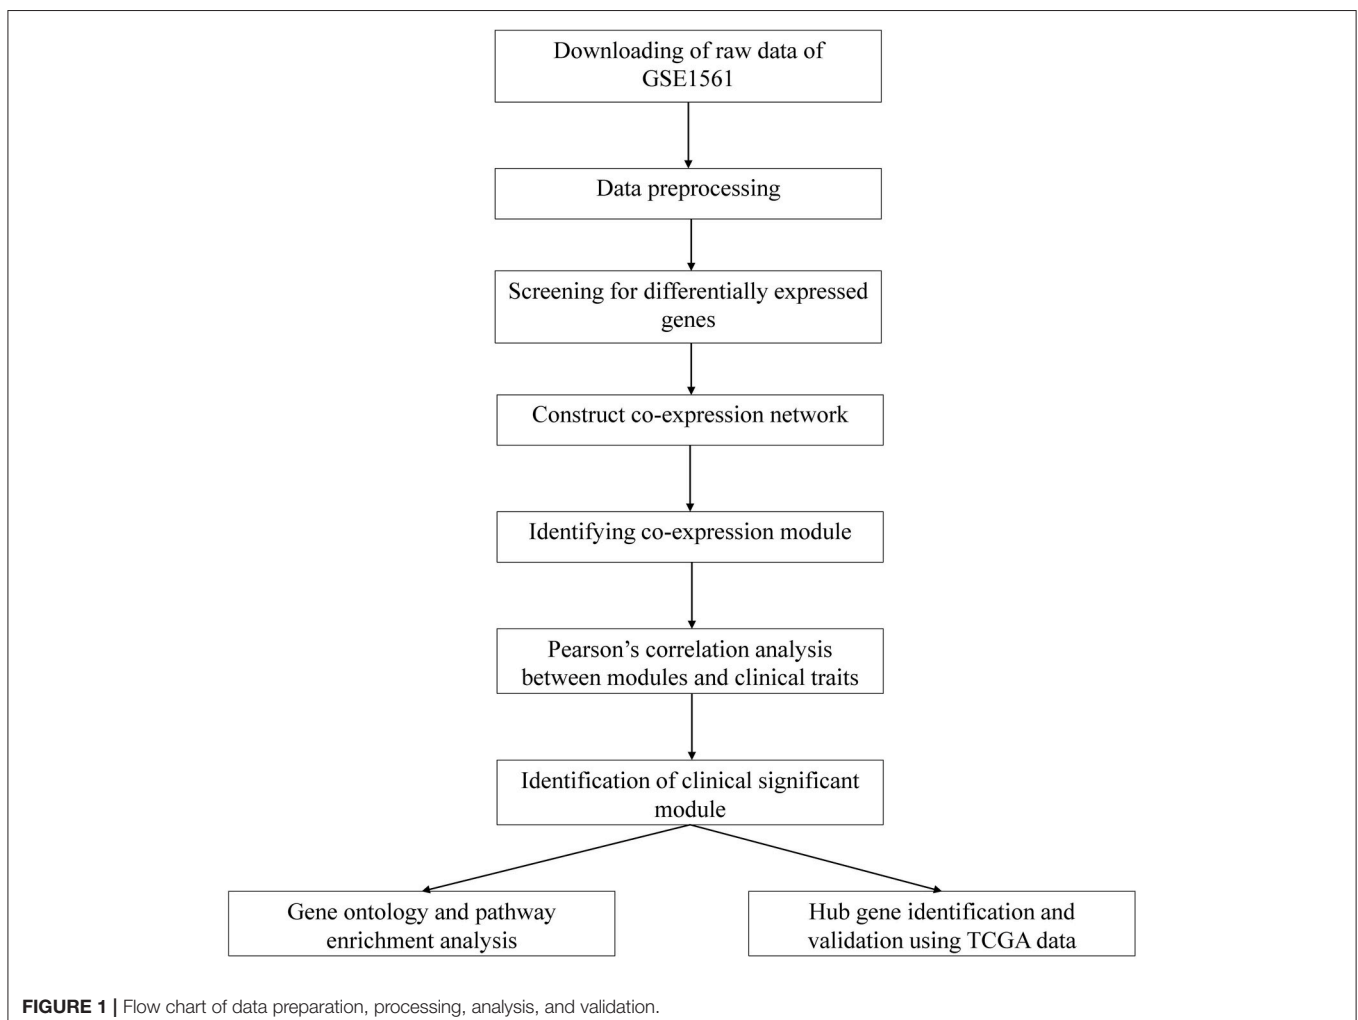 Downloading of raw data of
GSE1561
Data preprocessing
Screening for differentially expressed
genes
Construct co-expression network
Identifying co-expression module
Pearson’s correlation analysis
between modules and clinical traits
Identification of clinical significant
module
Gene ontology and pathway
enrichment analysis
Hub gene identification and
validation using TCGA data
FIGURE 1 | Flow chart of data preparation, processing, analysis, and validation.